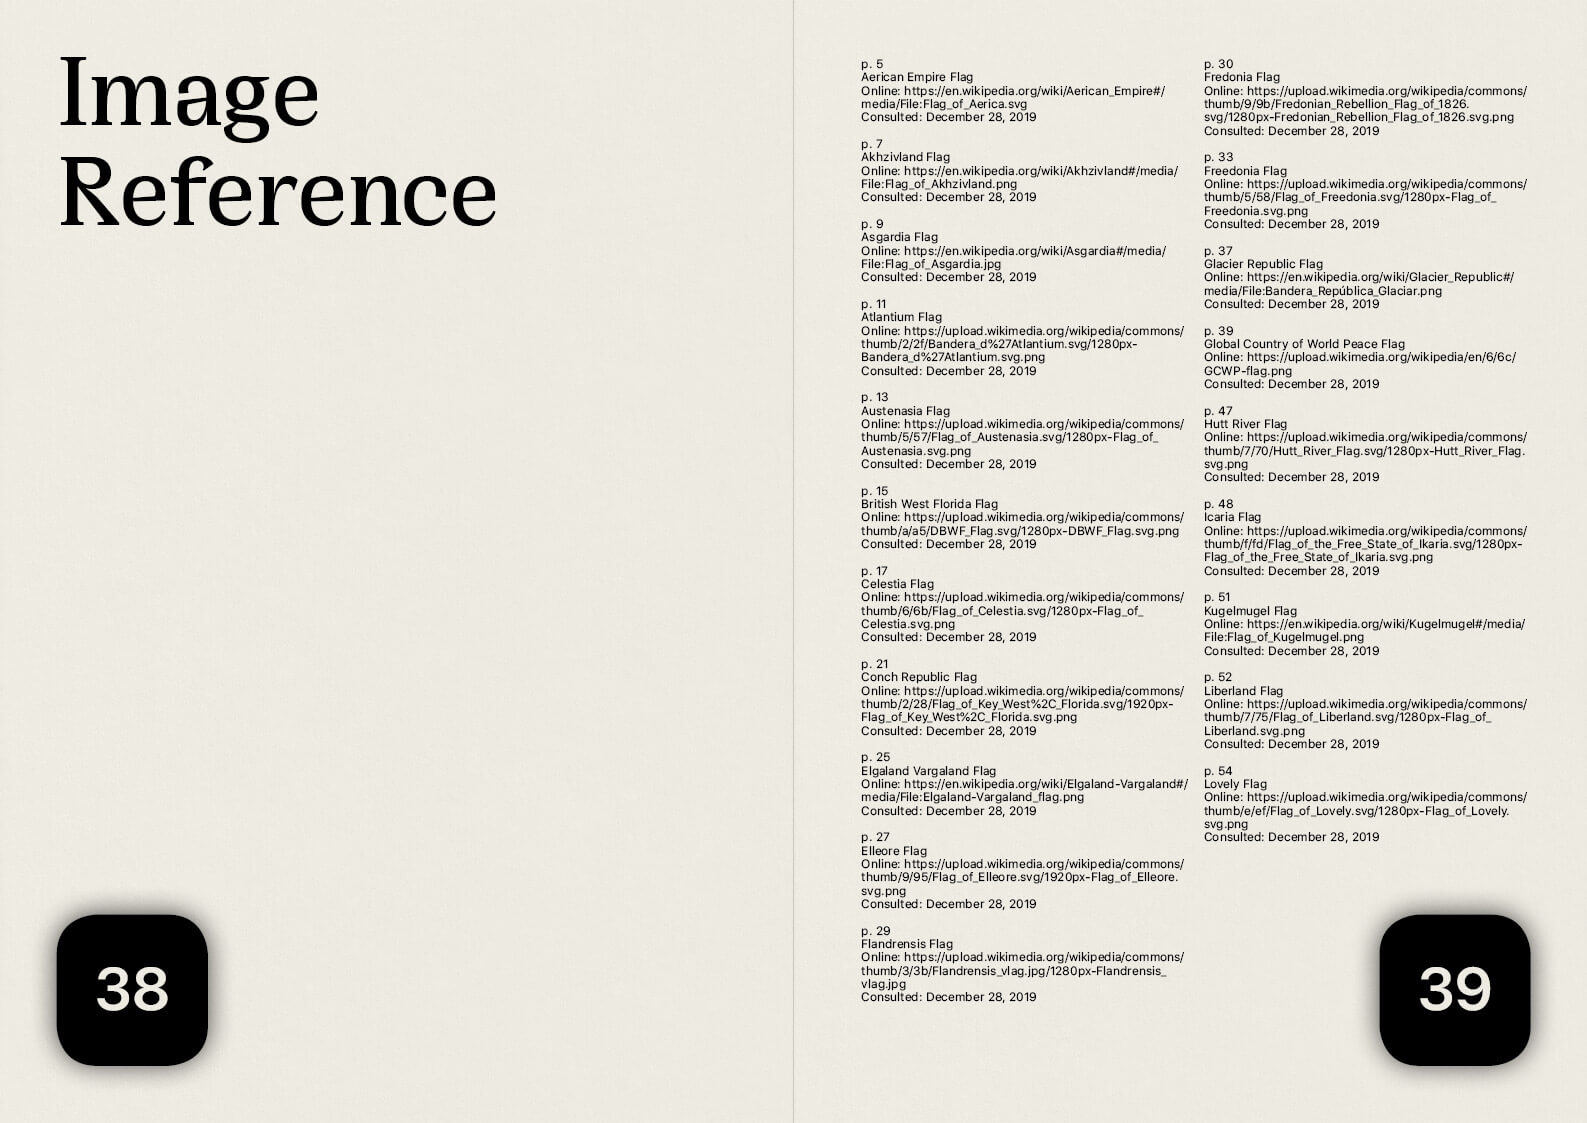 Image
Reference
38
p. 5
Aerican Empire Flag
Online: https://en.wikipedia.org/wiki/Aerican_Empire#/
media/File:Flag_of_Aerica.svg
Consulted: December 28, 2019
p. 7
Akhzivland Flag
Online: https://en.wikipedia.org/wiki/Akhzivland#/media/
File:Flag_of_Akhzivland.png
Consulted: December 28, 2019
p. 9
Asgardia Flag
Online: https://en.wikipedia.org/wiki/Asgardia#/media/
File:Flag_of_Asgardia.jpg
Consulted: December 28, 2019
p. 11
Atlantium Flag
Online: https://upload.wikimedia.org/wikipedia/commons/
thumb/2/2f/Bandera_d%27Atlantium.svg/1280px-
Bandera_d%27Atlantium.svg.png
Consulted: December 28, 2019
p. 13
Austenasia Flag
Online: https://upload.wikimedia.org/wikipedia/commons/
thumb/5/57/Flag_of_Austenasia.svg/1280px-Flag_of_
Austenasia.svg.png
Consulted: December 28, 2019
p. 15
British West Florida Flag
Online: https://upload.wikimedia.org/wikipedia/commons/
thumb/a/a5/DBWF_Flag.svg/1280px-DBWF_Flag.svg.png
Consulted: December 28, 2019
p. 17
Celestia Flag
Online: https://upload.wikimedia.org/wikipedia/commons/
thumb/6/6b/Flag_of_Celestia.svg/1280px-Flag_of_
Celestia.svg.png
Consulted: December 28, 2019
p. 21
Conch Republic Flag
Online: https://upload.wikimedia.org/wikipedia/commons/
thumb/2/28/Flag_of_Key_West%2C_Florida.svg/1920px-
Flag_of_Key_West%2C_Florida.svg.png
Consulted: December 28, 2019
p. 25
Elgaland Vargaland Flag
Online: https://en.wikipedia.org/wiki/Elgaland-Vargaland#/
media/File:Elgaland-Vargaland_flag.png
Consulted: December 28, 2019
p. 27
Elleore Flag
Online: https://upload.wikimedia.org/wikipedia/commons/
thumb/9/95/Flag_of_Elleore.svg/1920px-Flag_of_Elleore.
svg.png
Consulted: December 28, 2019
p. 29
Flandrensis Flag
Online: https://upload.wikimedia.org/wikipedia/commons/
thumb/3/3b/Flandrensis_vlag.jpg/1280px-Flandrensis_
vlag.jpg
Consulted: December 28, 2019
p. 30
Fredonia Flag
Online: https://upload.wikimedia.org/wikipedia/commons/
thumb/9/9b/Fredonian_Rebellion_Flag_of_1826.
svg/1280px-Fredonian_Rebellion_Flag_of_1826.svg.png
Consulted: December 28, 2019
p. 33
Freedonia Flag
Online: https://upload.wikimedia.org/wikipedia/commons/
thumb/5/58/Flag_of_Freedonia.svg/1280px-Flag_of_
Freedonia.svg.png
Consulted: December 28, 2019
p. 37
Glacier Republic Flag
Online: https://en.wikipedia.org/wiki/Glacier_Republic#/
media/File:Bandera_República_Glaciar.png
Consulted: December 28, 2019
p. 39
Global Country of World Peace Flag
Online: https://upload.wikimedia.org/wikipedia/en/6/6c/
GCWP-flag.png
Consulted: December 28, 2019
p. 47
Hutt River Flag
Online: https://upload.wikimedia.org/wikipedia/commons/
thumb/7/70/Hutt_River_Flag.svg/1280px-Hutt_River_Flag.
svg.png
Consulted: December 28, 2019
p. 48
Icaria Flag
Online: https://upload.wikimedia.org/wikipedia/commons/
thumb/f/fd/Flag_of_the_Free_State_of_Ikaria.svg/1280px-
Flag_of_the_Free_State_of_Ikaria.svg.png
Consulted: December 28, 2019
p. 51
Kugelmugel Flag
Online: https://en.wikipedia.org/wiki/Kugelmugel#/media/
File:Flag_of_Kugelmugel.png
Consulted: December 28, 2019
p. 52
Liberland Flag
Online: https://upload.wikimedia.org/wikipedia/commons/
thumb/7/75/Flag_of_Liberland.svg/1280px-Flag_of_
Liberland.svg.png
Consulted: December 28, 2019
p. 54
Lovely Flag
Online: https://upload.wikimedia.org/wikipedia/commons/
thumb/e/ef/Flag_of_Lovely.svg/1280px-Flag_of_Lovely.
svg.png
Consulted: December 28, 2019
39